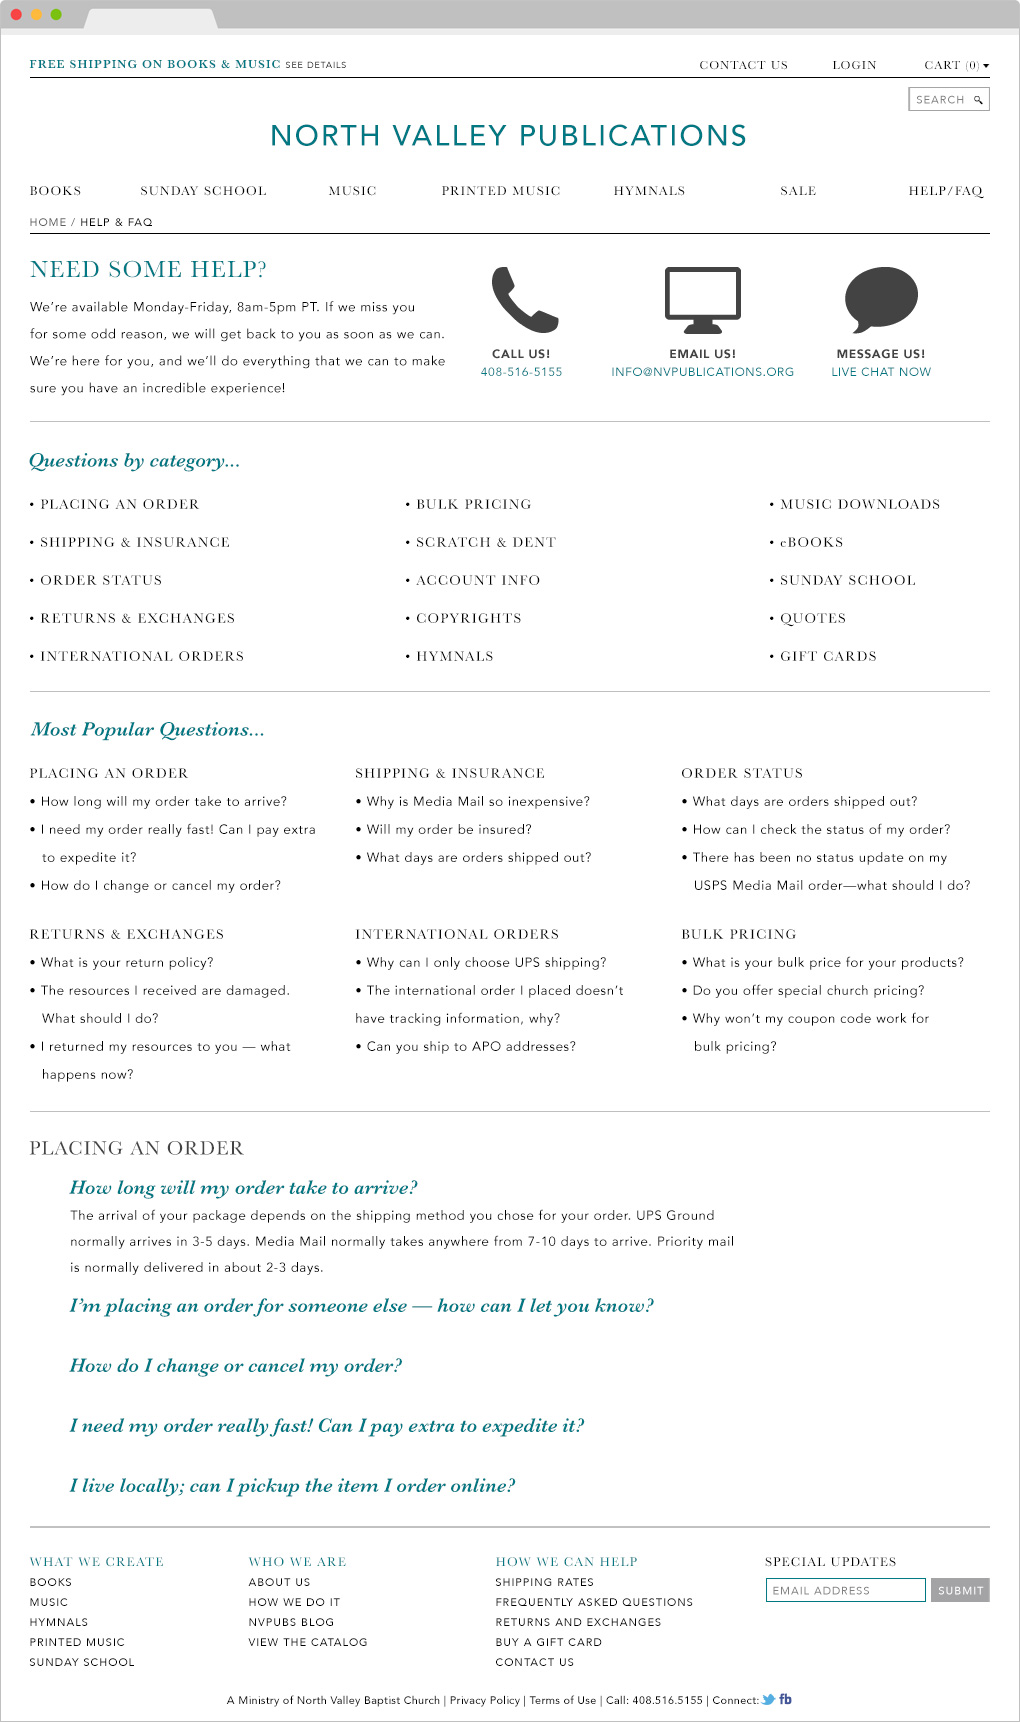 FREE SHIPPING ON BOOKS & MUSIC SEE DETAILS
CONTACT US LOGIN CART (0)
SEARCH
NORTH VALLEY PUBLICATIONS
BOOKS SUNDAY SCHOOL MUSIC PRINTED MUSIC HYMNALS SALE HELP/FAQ
HOME / HELP & FAQ
NEED SOME HELP?
We're available Monday-Friday, 8am-5pm PT. If we miss you
for some odd reason, we will get back to you as soon as we can.
We're here for you, and we'll do everything that we can to make
sure you have an incredible experience!
CALL US!
408-516-5155
EMAIL US!
INFO@NVPUBLICATIONS.ORG
MESSAGE US!
LIVE CHAT NOW
Questions by category...
• PLACING AN ORDER
• SHIPPING & INSURANCE
• ORDER STATUS
• RETURNS & EXCHANGES
• INTERNATIONAL ORDERS
• BULK PRICING
• SCRATCH & DENT
• ACCOUNT INFO
• COPYRIGHTS
• HYMNALS
• MUSIC DOWNLOADS
• eBOOKS
• SUNDAY SCHOOL
• QUOTES
• GIFT CARDS
Most Popular Questions...
PLACING AN ORDER
• How long will my order take to arrive?
• I need my order really fast! Can I pay extra
to expedite it?
• How do I change or cancel my order?
SHIPPING & INSURANCE
• Why is Media Mail so inexpensive?
• Will my order be insured?
• What days are orders shipped out?
ORDER STATUS
• What days are orders shipped out?
• How can I check the status of my order?
• There has been no status update on my
USPS Media Mail order—what should I do?
RETURNS & EXCHANGES
• What is your return policy?
• The resources I received are damaged.
What should I do?
• I returned my resources to you — what
happens now?
INTERNATIONAL ORDERS
• Why can I only choose UPS shipping?
• The international order I placed doesn't
have tracking information, why?
• Can you ship to APO addresses?
BULK PRICING
• What is your bulk price for your products?
• Do you offer special church pricing?
• Why won't my coupon code work for
bulk pricing?
PLACING AN ORDER
How long will my order take to arrive?
The arrival of your package depends on the shipping method you chose for your order. UPS Ground
normally arrives in 3-5 days. Media Mail normally takes anywhere from 7-10 days to arrive. Priority mail
is normally delivered in about 2-3 days.
I'm placing an order for someone else — how can I let you know?
How do I change or cancel my order?
I need my order really fast! Can I pay extra to expedite it?
I live locally; can I pickup the item I order online?
WHAT WE CREATE
BOOKS
MUSIC
HYMNALS
PRINTED MUSIC
SUNDAY SCHOOL
WHO WE ARE
ABOUT US
HOW WE DO IT
NVPUBS BLOG
VIEW THE CATALOG
HOW WE CAN HELP
SHIPPING RATES
FREQUENTLY ASKED QUESTIONS
RETURNS AND EXCHANGES
BUY A GIFT CARD
CONTACT US
SPECIAL UPDATES
EMAIL ADDRESS SUBMIT
A Ministry of North Valley Baptist Church | Privacy Policy | Terms of Use | Call: 408.516.5155 | Connect: fb